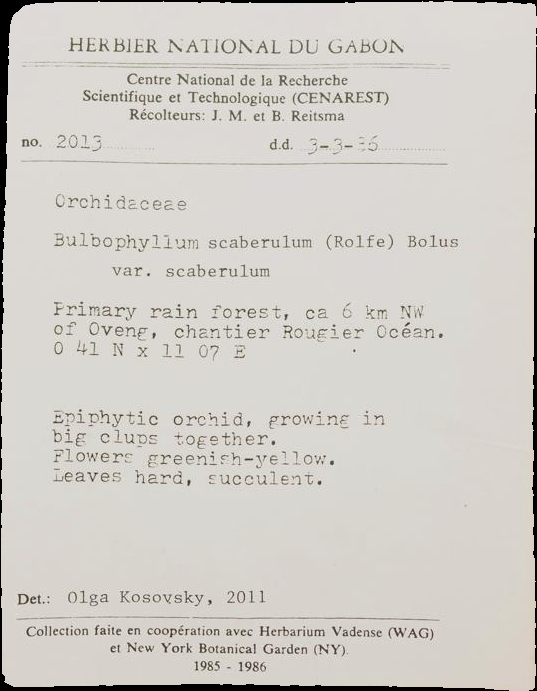 HERBIER NATIONAL DU GABON
Centre National de la Recherche
Scientifique et Technologique (CENAREST)
Récolteurs: J. M. et B. Reitsma
no. 2013 d.d. 3-3-86
Orchidaceae
Bulbophyllum scaberulum (Rolfe) Bolus
var. scaberulum
Primary rain forest, ca 6 km NW
of Oveng, chantier Rougier Océan.
0 41 N x 11 07 E
Epiphytic orchid, growing in
big clups together.
Flowers greenish-yellow.
Leaves hard, succulent.
Det.: Olga Kosovsky, 2011
Collection faite en coopération avec Herbarium Vadense (WAG)
et New York Botanical Garden (NY).
1985 - 1986